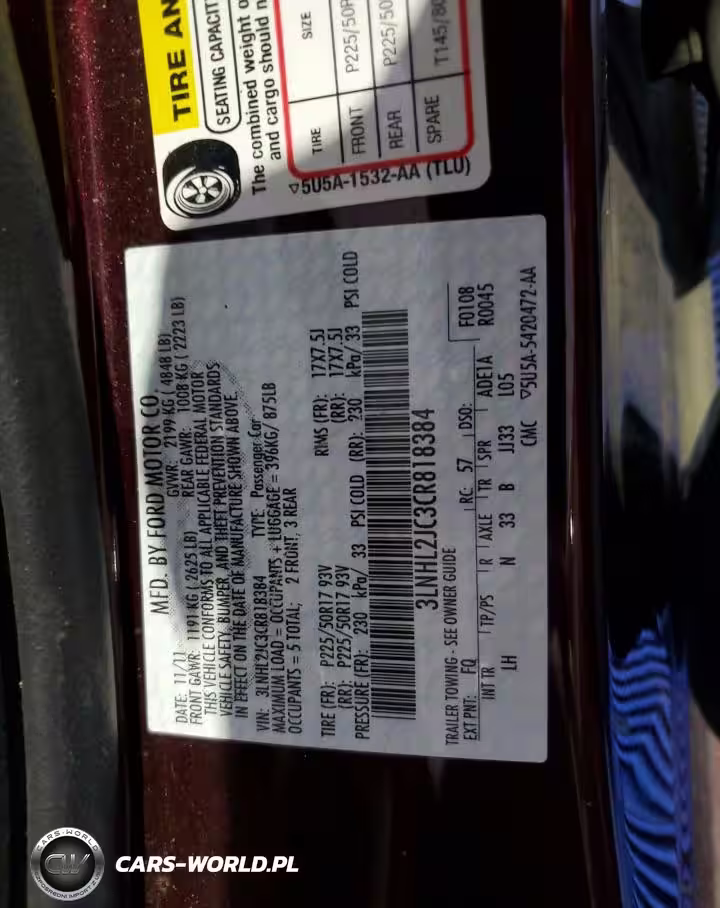 TIRE AN
SEATING CAPACIT
The combined weight o
and cargo should n
TIRE SIZE
FRONT P225/50R
REAR P225/50
SPARE T145/80
5U5A-1532-AA (TLU)
MFD. BY FORD MOTOR CO.
DATE: 11/11 GVWR: 2199 KG ( 4848 LB)
FRONT GAWR: 1191 KG ( 2625 LB) REAR GAWR: 1008 KG ( 2223 LB)
THIS VEHICLE CONFORMS TO ALL APPLICABLE FEDERAL MOTOR
VEHICLE SAFETY, BUMPER, AND THEFT PREVENTION STANDARDS
IN EFFECT ON THE DATE OF MANUFACTURE SHOWN ABOVE.
VIN: 3LNHL2JC3CR818384 TYPE: Passenger Car
MAXIMUM LOAD = OCCUPANTS + LUGGAGE = 396KG/ 875LB
OCCUPANTS = 5 TOTAL; 2 FRONT, 3 REAR
TIRE (FR): P225/50R17 93V RIMS (FR): 17X7.5J
(RR): P225/50R17 93V (RR): 17X7.5J
PRESSURE (FR): 230 kPa/ 33 PSI COLD (RR): 230 kPa/ 33 PSI COLD
3LNHL2JC3CR818384
TRAILER TOWING - SEE OWNER GUIDE
EXT PNT: FQ RC: 57 DSO: F0108
R0045
INT TR TP/PS R AXLE TR SPR ADE1A
LH N 33 B JJ33 L05
CMC 5U5A-5420472-AA
CARS-WORLD
CW
CARS-WORLD.PL